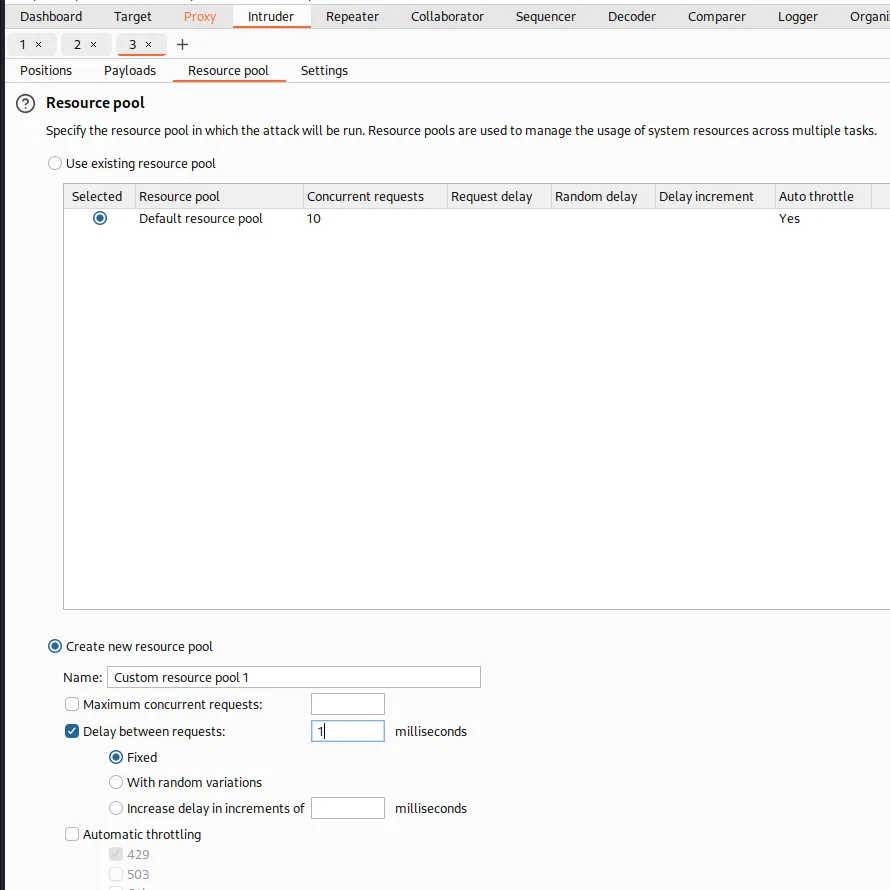 Dashboard Target Proxy Intruder Repeater Collaborator Sequencer Decoder Comparer Logger Organi
1 × 2 × 3 × +
Positions Payloads Resource pool Settings
? Resource pool
Specify the resource pool in which the attack will be run. Resource pools are used to manage the usage of system resources across multiple tasks.
Use existing resource pool
Selected Resource pool Concurrent requests Request delay Random delay Delay increment Auto throttle
Default resource pool 10 Yes
Create new resource pool
Name: Custom resource pool 1
Maximum concurrent requests:
Delay between requests: 1 milliseconds
Fixed
With random variations
Increase delay in increments of milliseconds
Automatic throttling
429
503